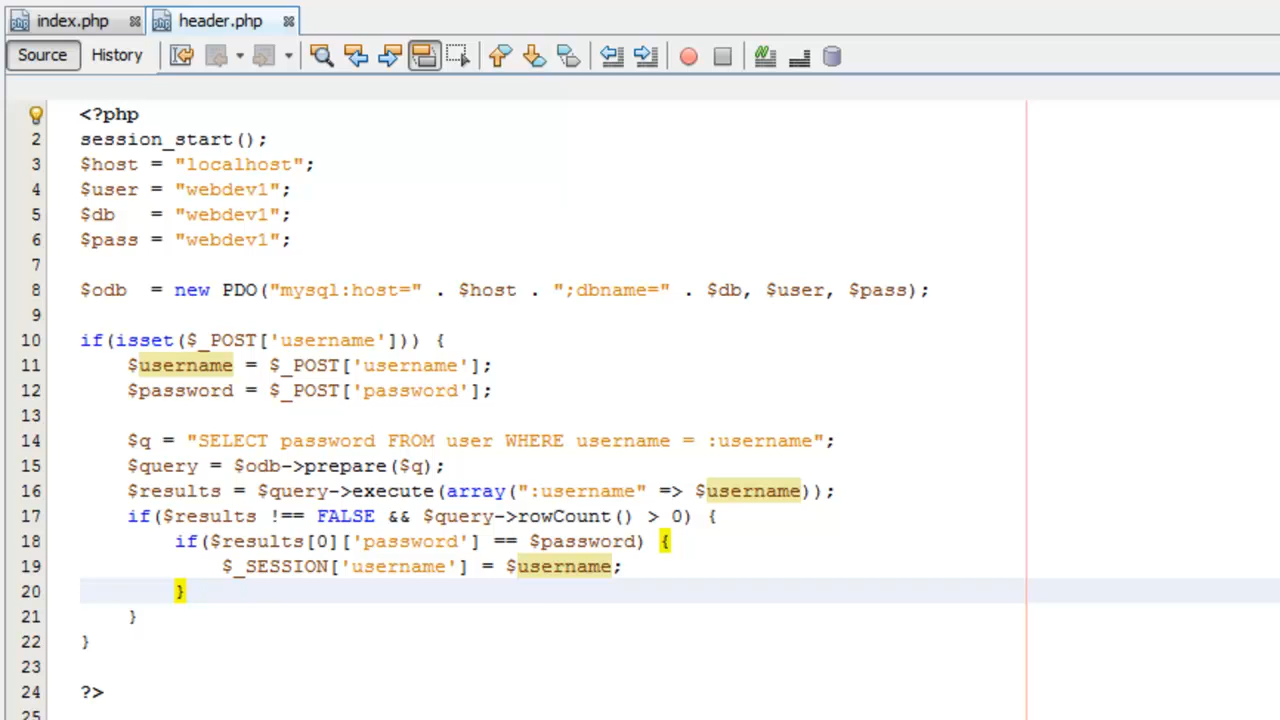 index.php header.php
Source History
<?php
2 session_start();
3 $host = "localhost";
4 $user = "webdev1";
5 $db   = "webdev1";
6 $pass = "webdev1";
7
8 $odb  = new PDO("mysql:host=" . $host . ";dbname=" . $db, $user, $pass);
9
10 if(isset($_POST['username'])) {
11     $username = $_POST['username'];
12     $password = $_POST['password'];
13
14     $q = "SELECT password FROM user WHERE username = :username";
15     $query = $odb->prepare($q);
16     $results = $query->execute(array(":username" => $username));
17     if($results !== FALSE && $query->rowCount() > 0) {
18         if($results[0]['password'] == $password) {
19             $_SESSION['username'] = $username;
20         }
21     }
22 }
23
24 ?>
25